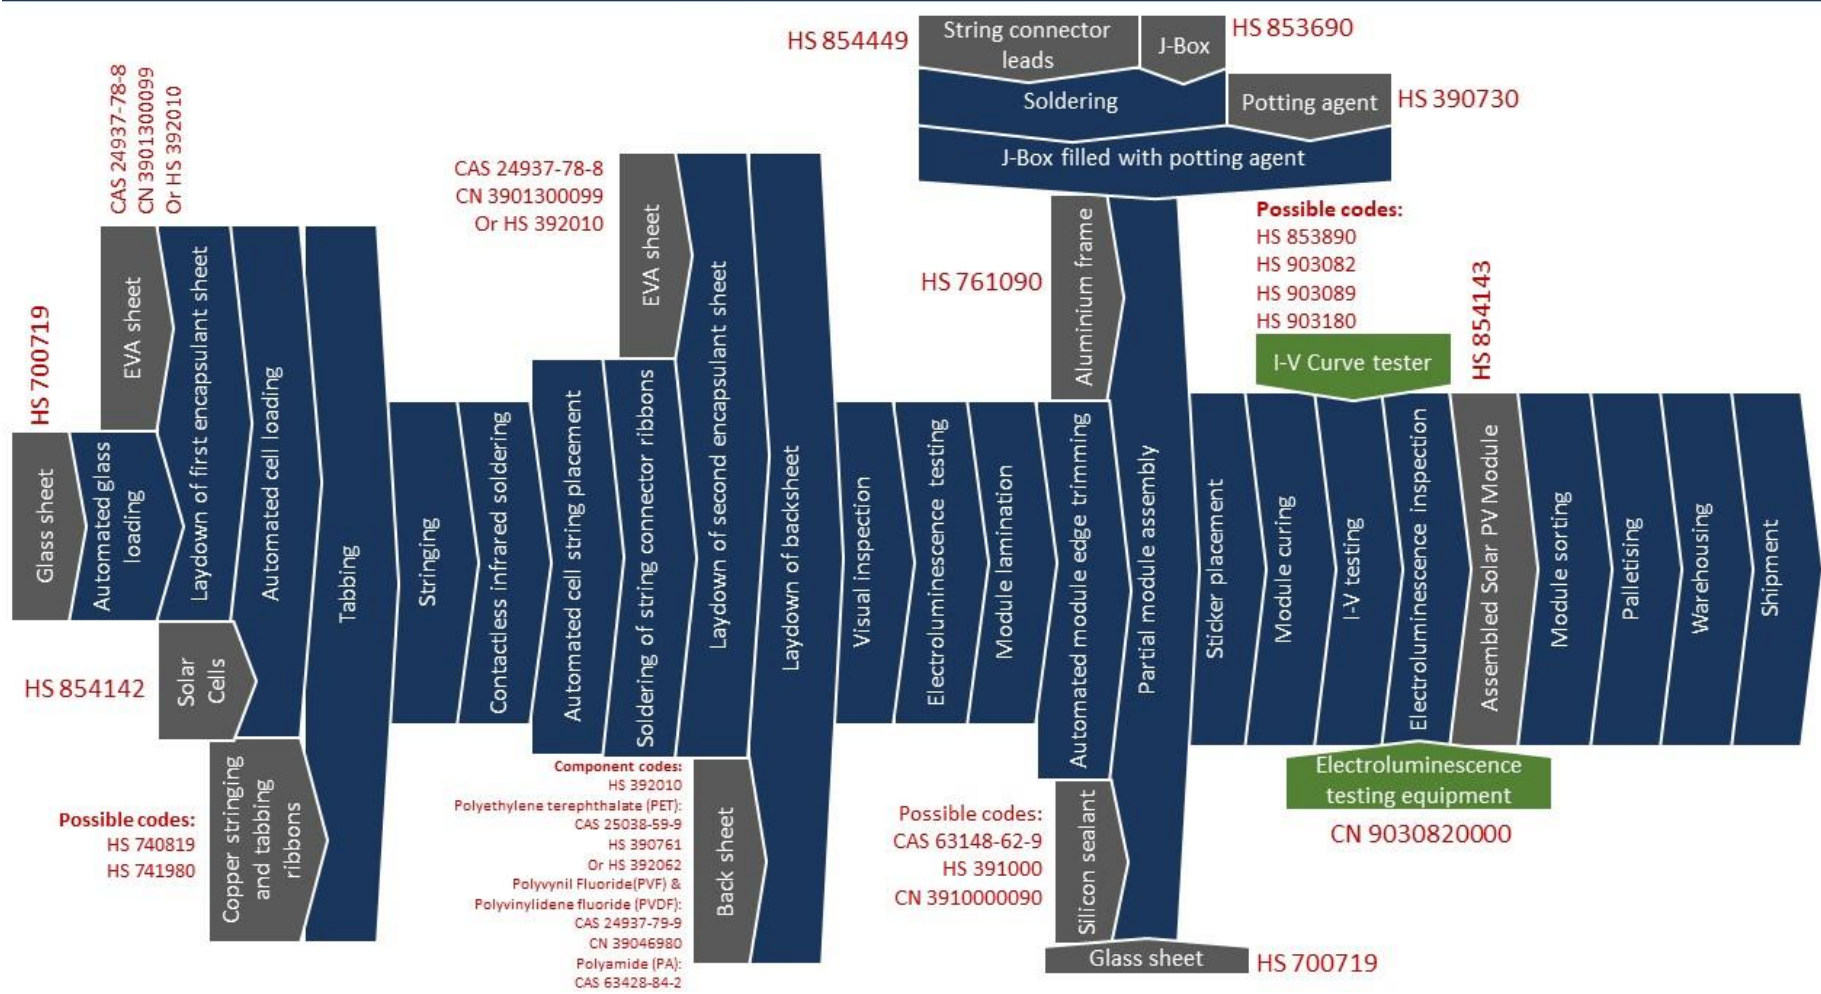 HS 700719
Glass sheet
Automated glass
loading
CAS 24937-78-8
CN 3901300099
Or HS 392010
EVA sheet
Laydown of first encapsulant sheet
HS 854142
Solar
Cells
Automated cell loading
Possible codes:
HS 740819
HS 741980
Copper stringing
and tabbing
ribbons
Tabbing
Stringing
Contactless infrared soldering
Automated cell string placement
Soldering of string connector ribbons
CAS 24937-78-8
CN 3901300099
Or HS 392010
EVA sheet
Laydown of second encapsulant sheet
Component codes:
HS 392010
Polyethylene terephthalate (PET):
CAS 25038-59-9
HS 390761
Or HS 392062
Polyvynil Fluoride(PVF) &
Polyvinylidene fluoride (PVDF):
CAS 24937-79-9
CN 39046980
Polyamide (PA):
CAS 63428-84-2
Back sheet
Laydown of backsheet
Visual inspection
Electroluminescence testing
Module lamination
Automated module edge trimming
HS 854449
String connector
leads
J-Box
HS 853690
Soldering
Potting agent
HS 390730
J-Box filled with potting agent
HS 761090
Aluminium frame
Possible codes:
CAS 63148-62-9
HS 391000
CN 3910000090
Silicon sealant
Glass sheet
HS 700719
Partial module assembly
Sticker placement
Module curing
Possible codes:
HS 853890
HS 903082
HS 903089
HS 903180
I-V Curve tester
I-V testing
Electroluminescence inspection
Electroluminescence
testing equipment
CN 9030820000
HS 854143
Assembled Solar PV Module
Module sorting
Palletising
Warehousing
Shipment